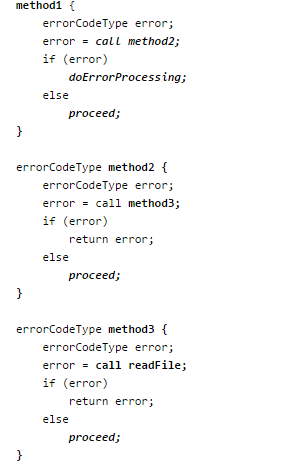 method1 {
    errorCodeType error;
    error = call method2;
    if (error)
        doErrorProcessing;
    else
        proceed;
}

errorCodeType method2 {
    errorCodeType error;
    error = call method3;
    if (error)
        return error;
    else
        proceed;
}

errorCodeType method3 {
    errorCodeType error;
    error = call readFile;
    if (error)
        return error;
    else
        proceed;
}